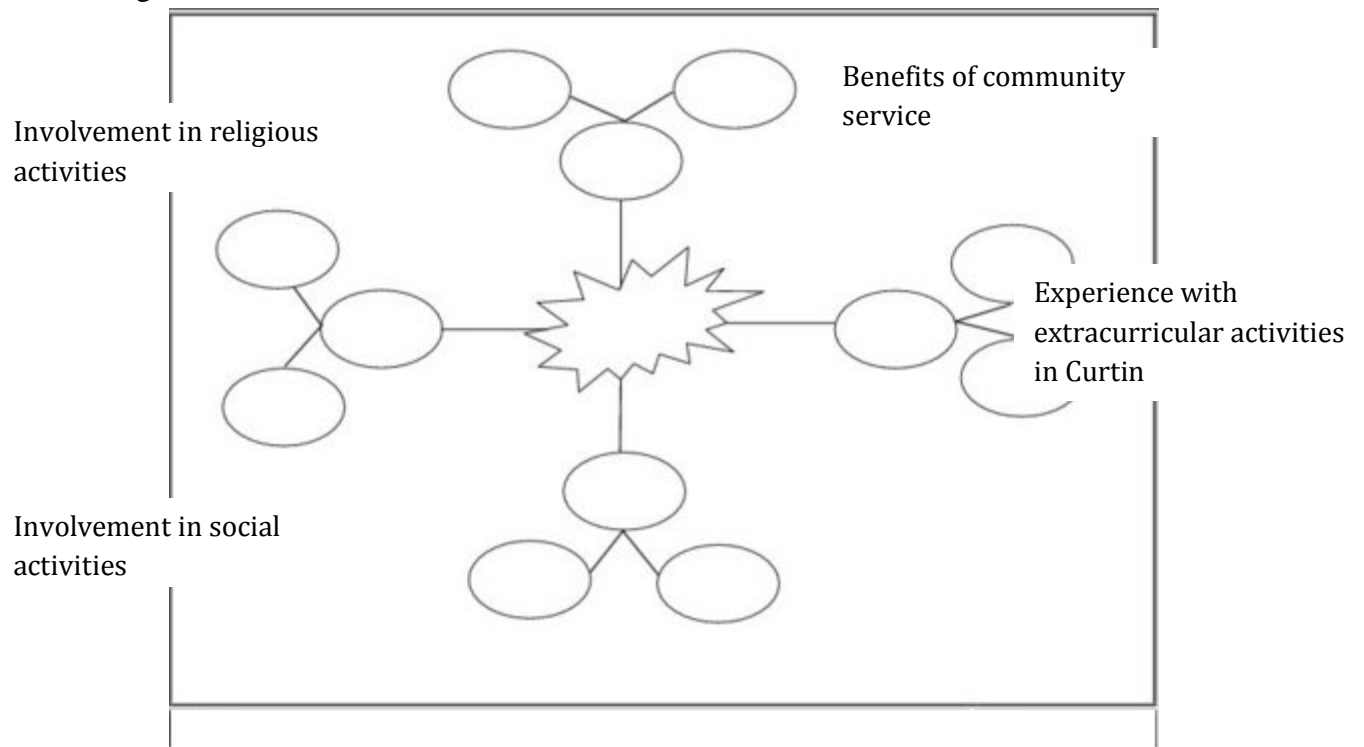 Benefits of community
service
Involvement in religious
activities
Experience with
extracurricular activities
in Curtin
Involvement in social
activities